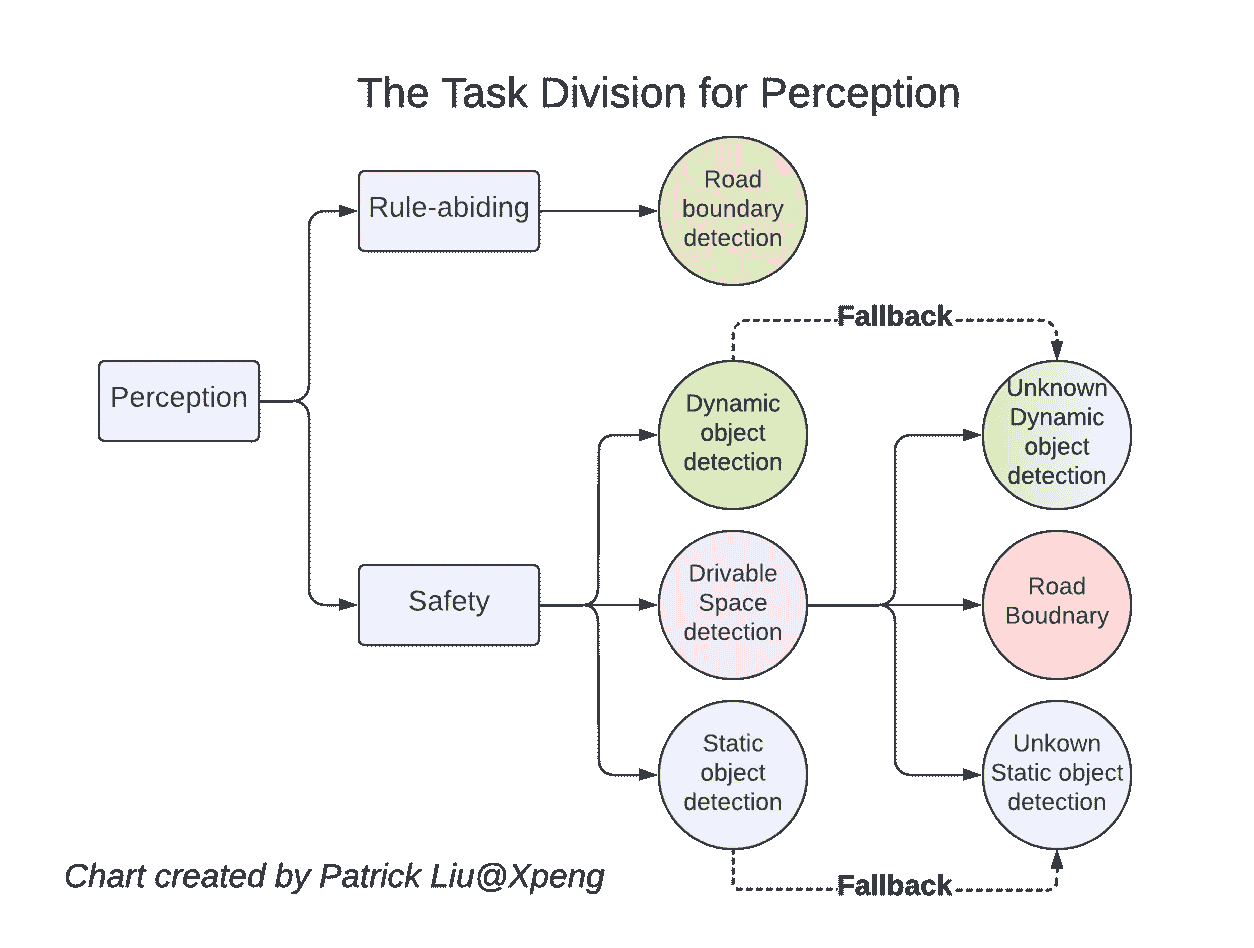 The Task Division for Perception
Rule-abiding
Road
boundary
detection
Fallback
Perception
Dynamic
object
detection
Unknown
Dynamic
object
detection
Safety
Drivable
Space
detection
Road
Boudnary
Static
object
detection
Unkown
Static object
detection
Fallback
Chart created by Patrick Liu@Xpeng